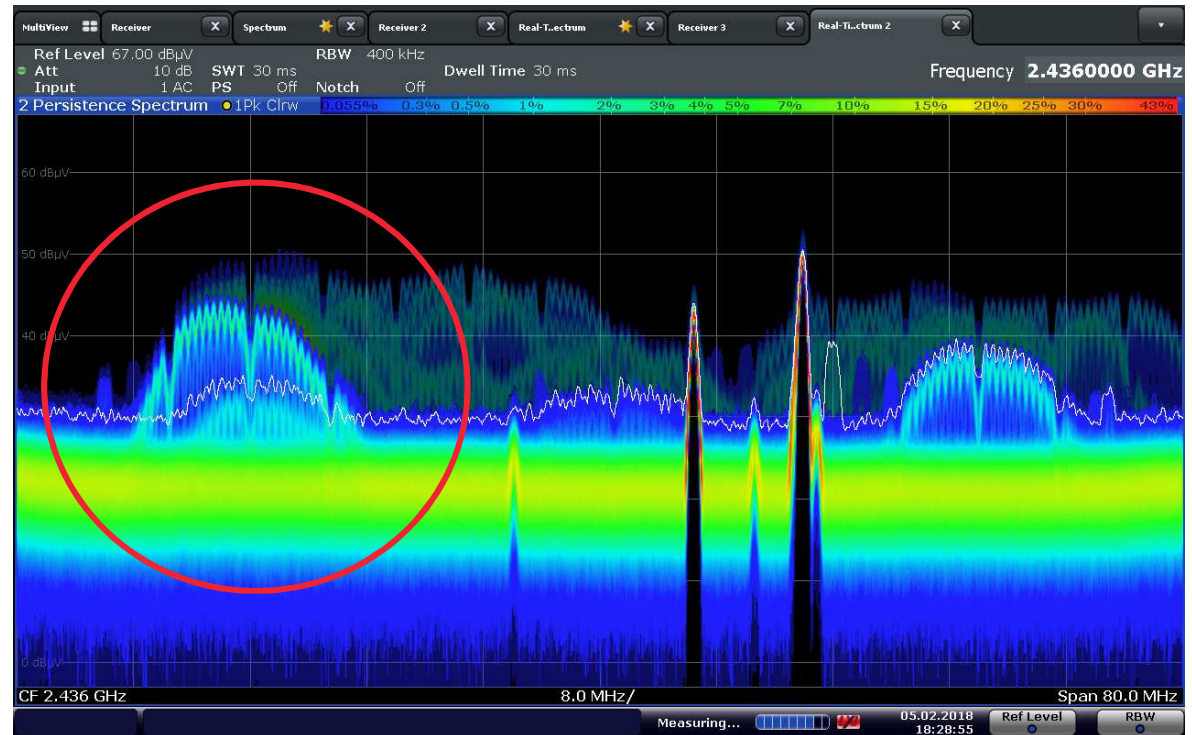 MultiView Receiver X Spectrum X Receiver 2 X Real-T..ectrum X Receiver 3 X Real-Ti..ctrum 2 X
Ref Level 67.00 dBµV RBW 400 kHz
Att 10 dB SWT 30 ms Dwell Time 30 ms Frequency 2.4360000 GHz
Input 1 AC PS Off Notch Off
2 Persistence Spectrum 1Pk Clrw 0.055% 0.3% 0.5% 1% 2% 3% 4% 5% 7% 10% 15% 20% 25% 30% 43%
60 dBµV
50 dBµV
40 dBµV
0 dBµV
CF 2.436 GHz 8.0 MHz/ Span 80.0 MHz
Measuring... 05.02.2018 Ref Level RBW
18:28:55